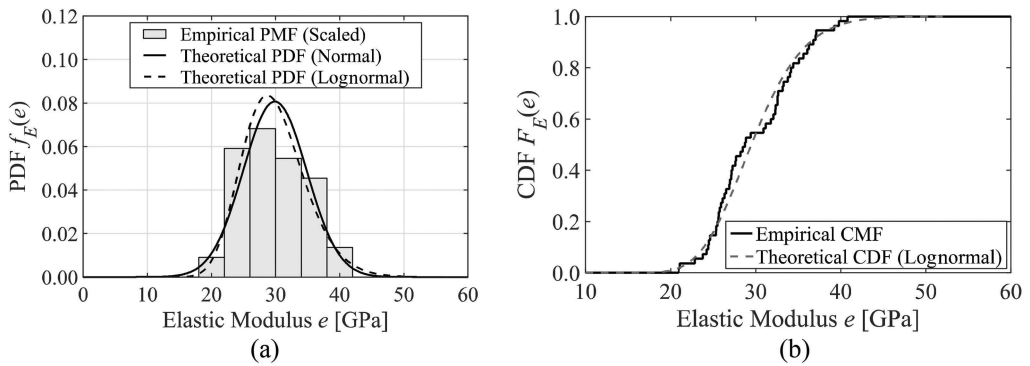 0.12
0.10
0.08
0.06
0.04
0.02
0.00
PDF f_E(e)
Empirical PMF (Scaled)
Theoretical PDF (Normal)
Theoretical PDF (Lognormal)
0 10 20 30 40 50 60
Elastic Modulus e [GPa]
(a)
1.0
0.8
0.6
0.4
0.2
0.0
CDF F_E(e)
Empirical CMF
Theoretical CDF (Lognormal)
10 20 30 40 50 60
Elastic Modulus e [GPa]
(b)